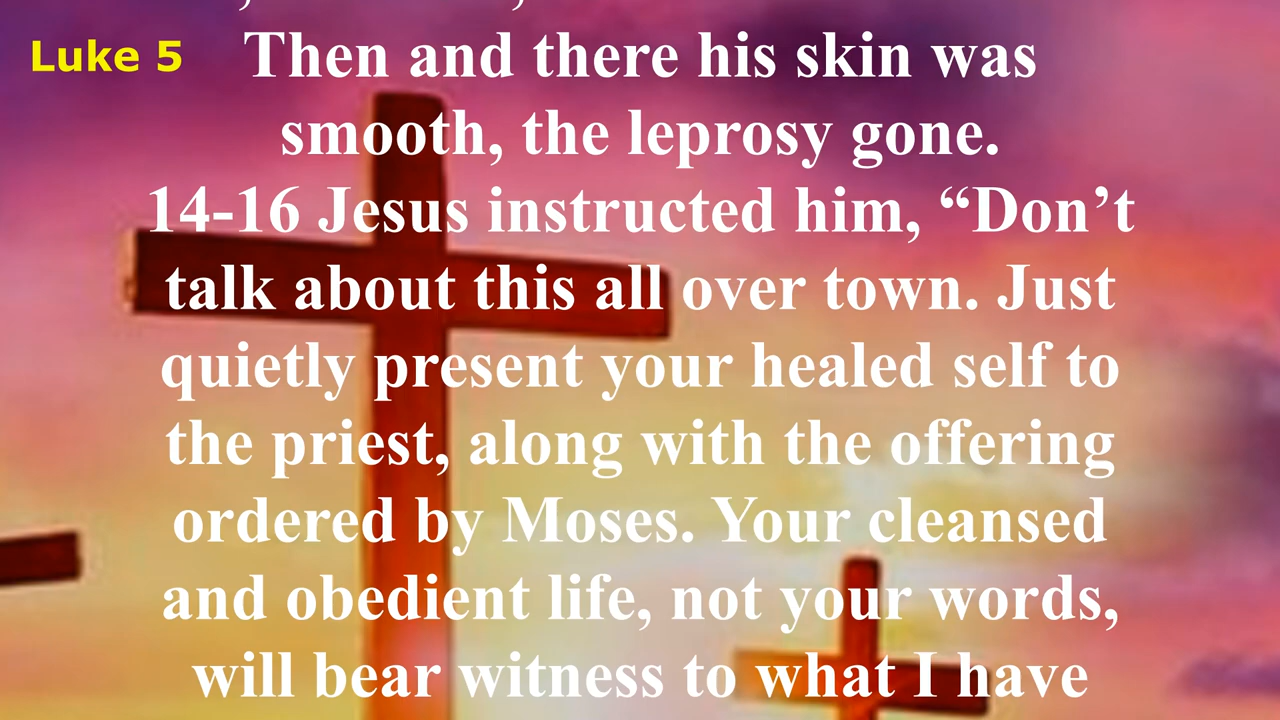 Luke 5
Then and there his skin was
smooth, the leprosy gone.
14-16 Jesus instructed him, “Don’t
talk about this all over town. Just
quietly present your healed self to
the priest, along with the offering
ordered by Moses. Your cleansed
and obedient life, not your words,
will bear witness to what I have